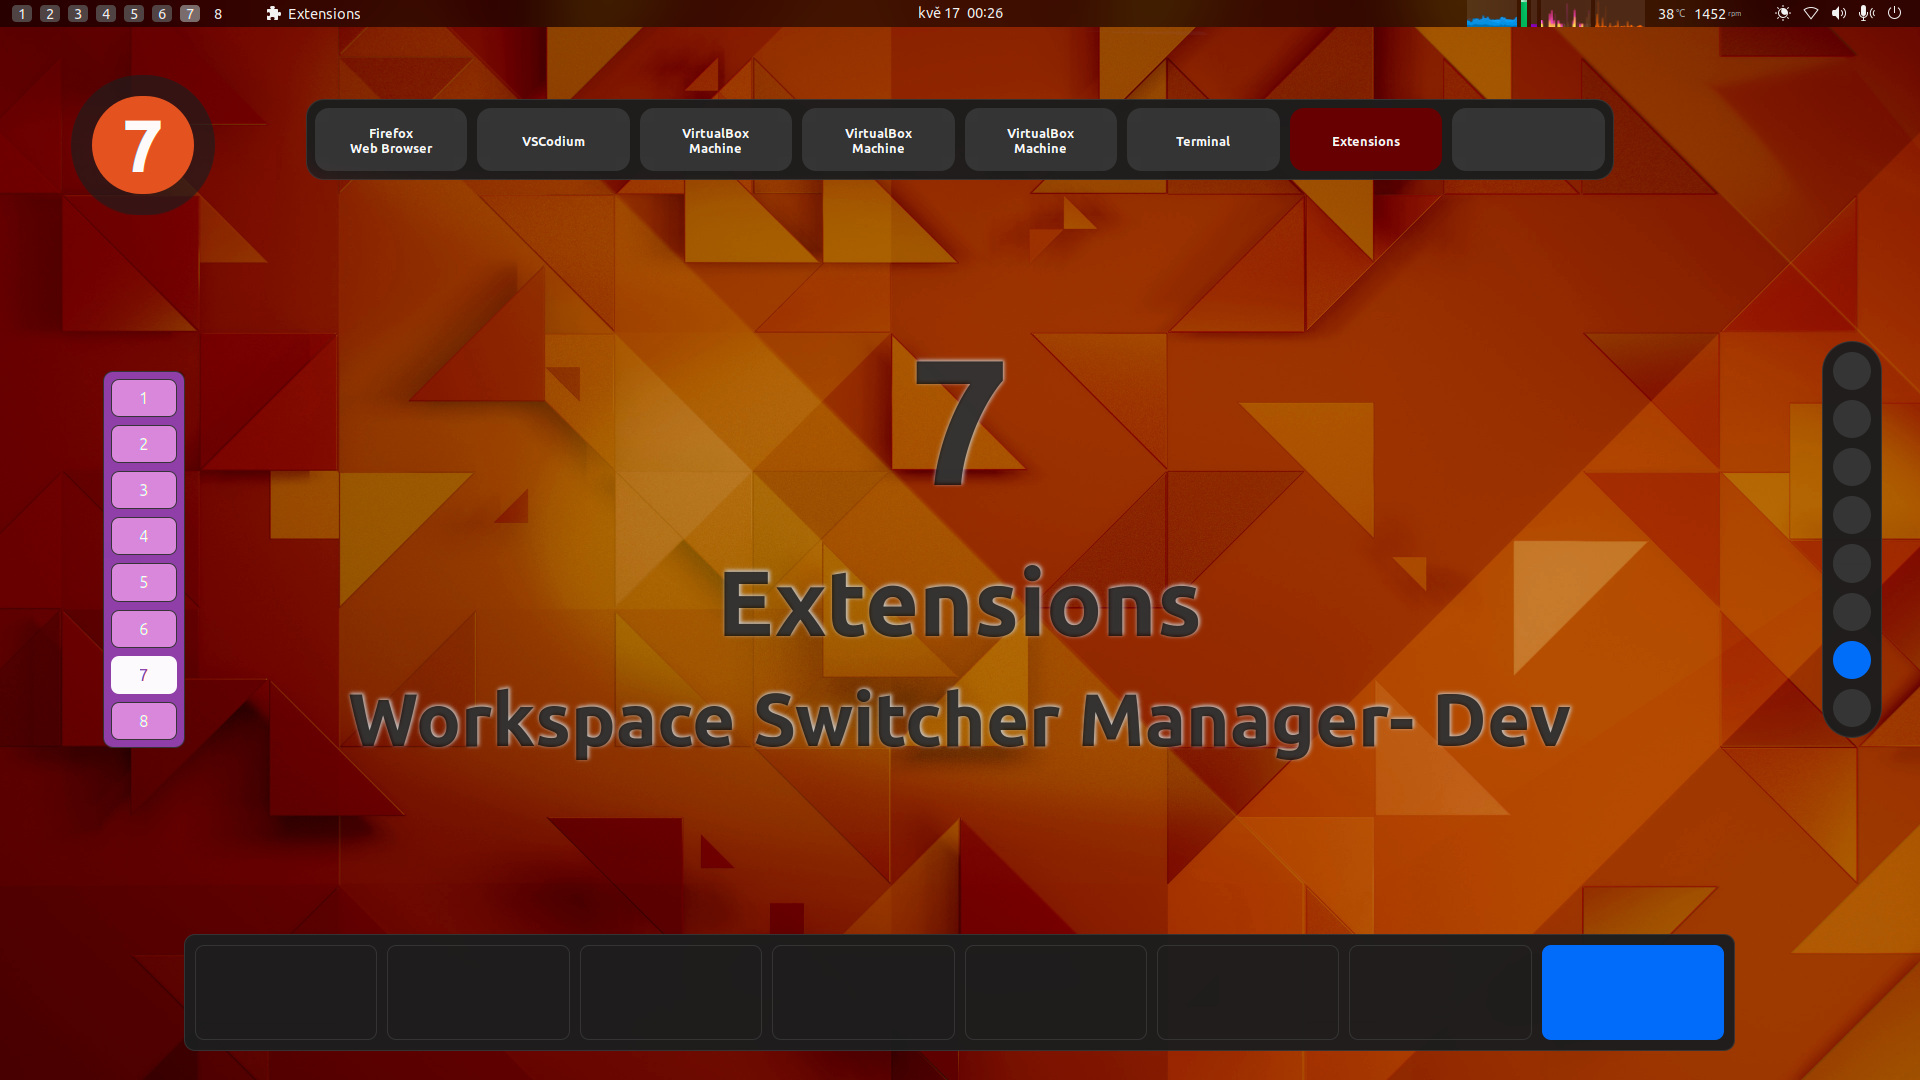 1 2 3 4 5 6 7 8 Extensions kvě 17 00:26 38°C 1452 rpm
7
Firefox
Web Browser
VSCodium
VirtualBox
Machine
VirtualBox
Machine
VirtualBox
Machine
Terminal
Extensions
1
2
3
4
5
6
7
8
7
Extensions
Workspace Switcher Manager- Dev